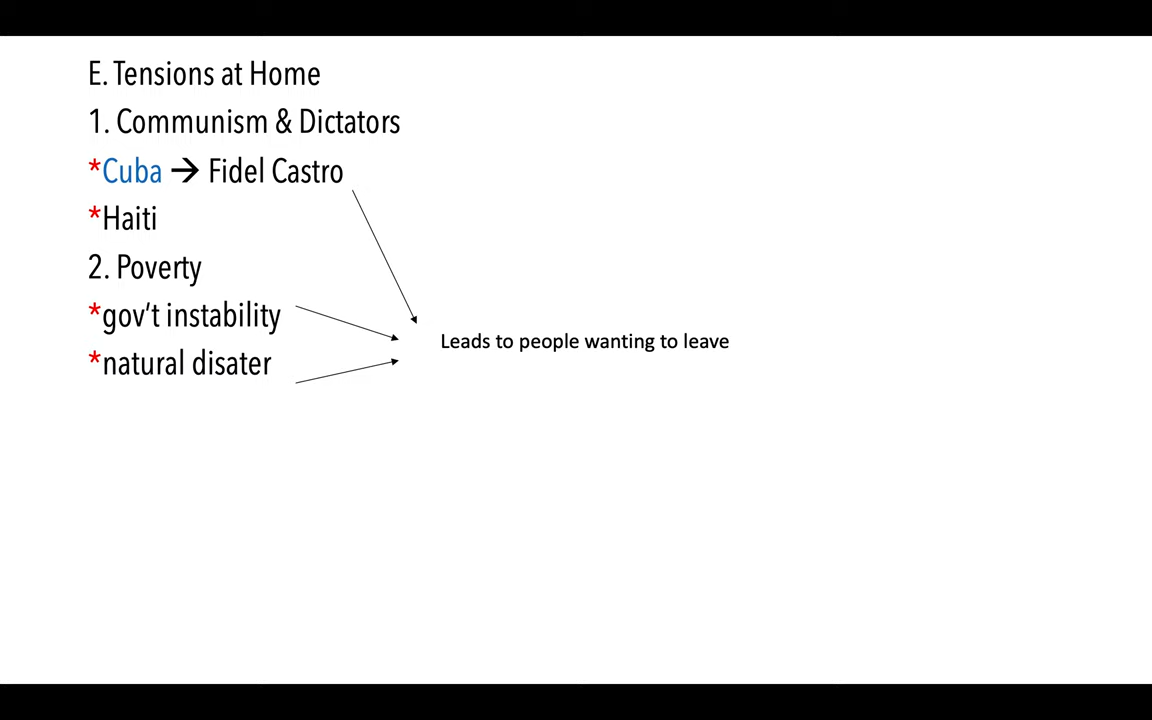 E. Tensions at Home
1. Communism & Dictators
*Cuba → Fidel Castro
*Haiti
2. Poverty
*gov’t instability
*natural disater
Leads to people wanting to leave